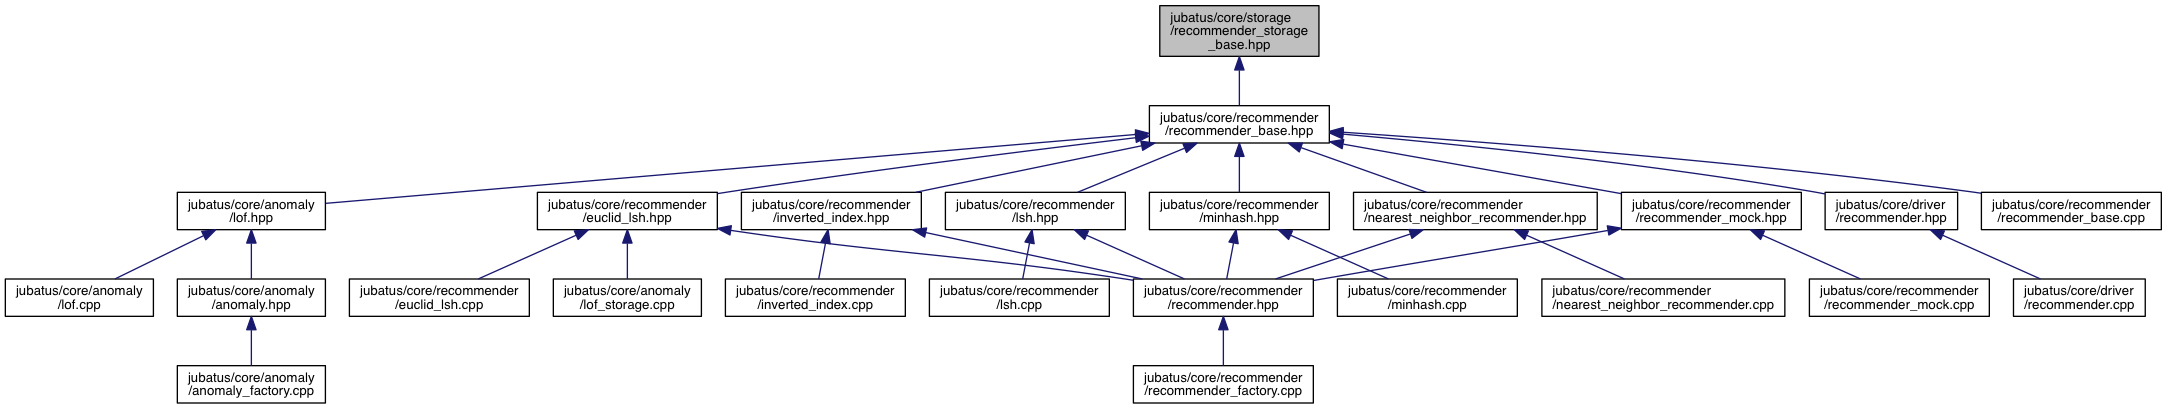 jubatus/core/storage
/recommender_storage
_base.hpp
jubatus/core/recommender
/recommender_base.hpp
jubatus/core/anomaly
/lof.hpp
jubatus/core/recommender
/euclid_lsh.hpp
jubatus/core/recommender
/inverted_index.hpp
jubatus/core/recommender
/lsh.hpp
jubatus/core/recommender
/minhash.hpp
jubatus/core/recommender
/nearest_neighbor_recommender.hpp
jubatus/core/recommender
/recommender_mock.hpp
jubatus/core/driver
/recommender.hpp
jubatus/core/recommender
/recommender_base.cpp
jubatus/core/anomaly
/lof.cpp
jubatus/core/anomaly
/anomaly.hpp
jubatus/core/recommender
/euclid_lsh.cpp
jubatus/core/anomaly
/lof_storage.cpp
jubatus/core/recommender
/inverted_index.cpp
jubatus/core/recommender
/lsh.cpp
jubatus/core/recommender
/recommender.hpp
jubatus/core/recommender
/minhash.cpp
jubatus/core/recommender
/nearest_neighbor_recommender.cpp
jubatus/core/recommender
/recommender_mock.cpp
jubatus/core/driver
/recommender.cpp
jubatus/core/anomaly
/anomaly_factory.cpp
jubatus/core/recommender
/recommender_factory.cpp